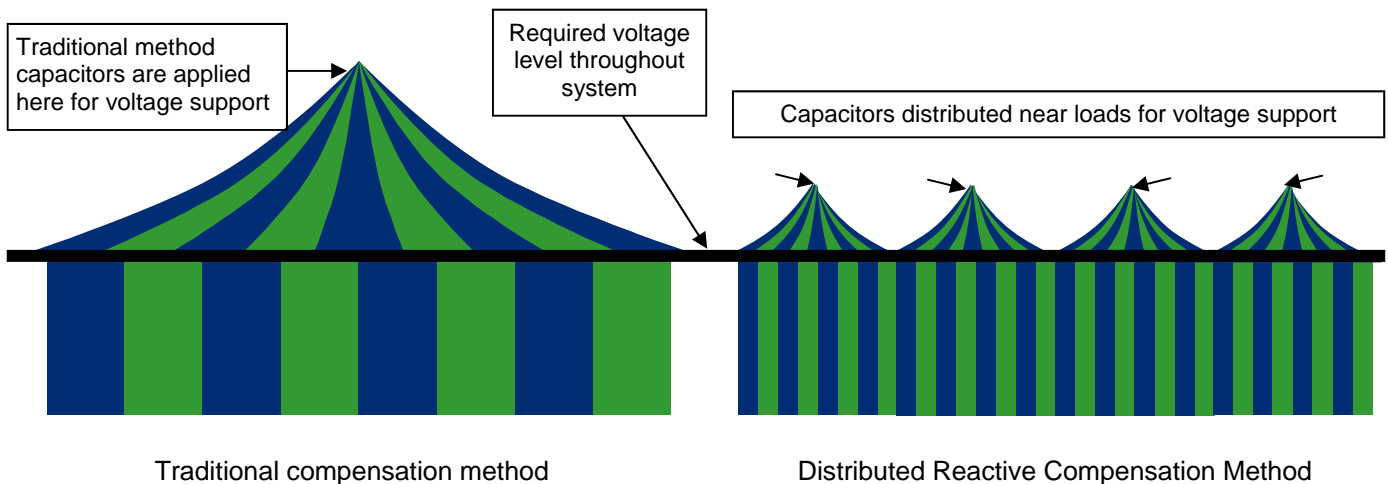 Traditional method
capacitors are applied
here for voltage support
Required voltage
level throughout
system
Capacitors distributed near loads for voltage support
Traditional compensation method
Distributed Reactive Compensation Method